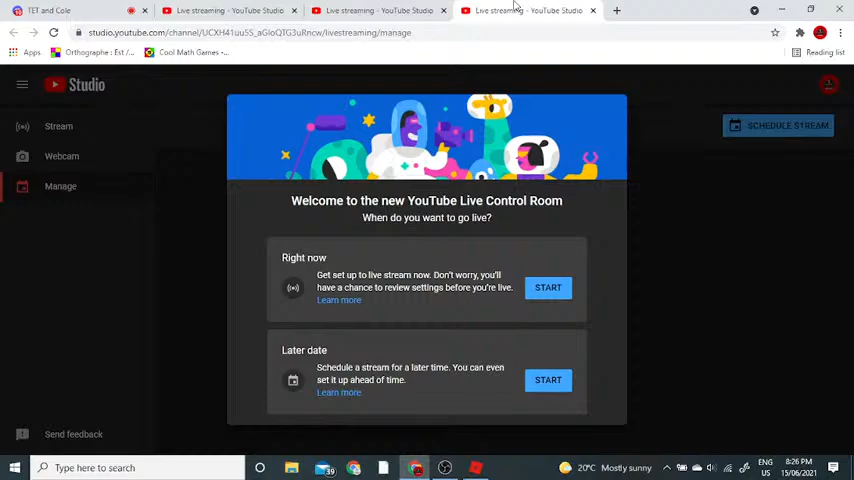 TET and Cole
Live streaming - YouTube Studio
Live streaming - YouTube Studio
Live streaming - YouTube Studio
studio.youtube.com/channel/UCXH41uu5S_aGIoQTG3uRncw/livestreaming/manage
Apps
Orthographe : Est /...
Cool Math Games -...
Reading list
Studio
Stream
Webcam
Manage
SCHEDULE STREAM
Welcome to the new YouTube Live Control Room
When do you want to go live?
Right now
Get set up to live stream now. Don't worry, you'll
have a chance to review settings before you're live.
Learn more
START
Later date
Schedule a stream for a later time. You can even
set it up ahead of time.
Learn more
START
Send feedback
Type here to search
39
20°C Mostly sunny
ENG
US
8:26 PM
15/06/2021